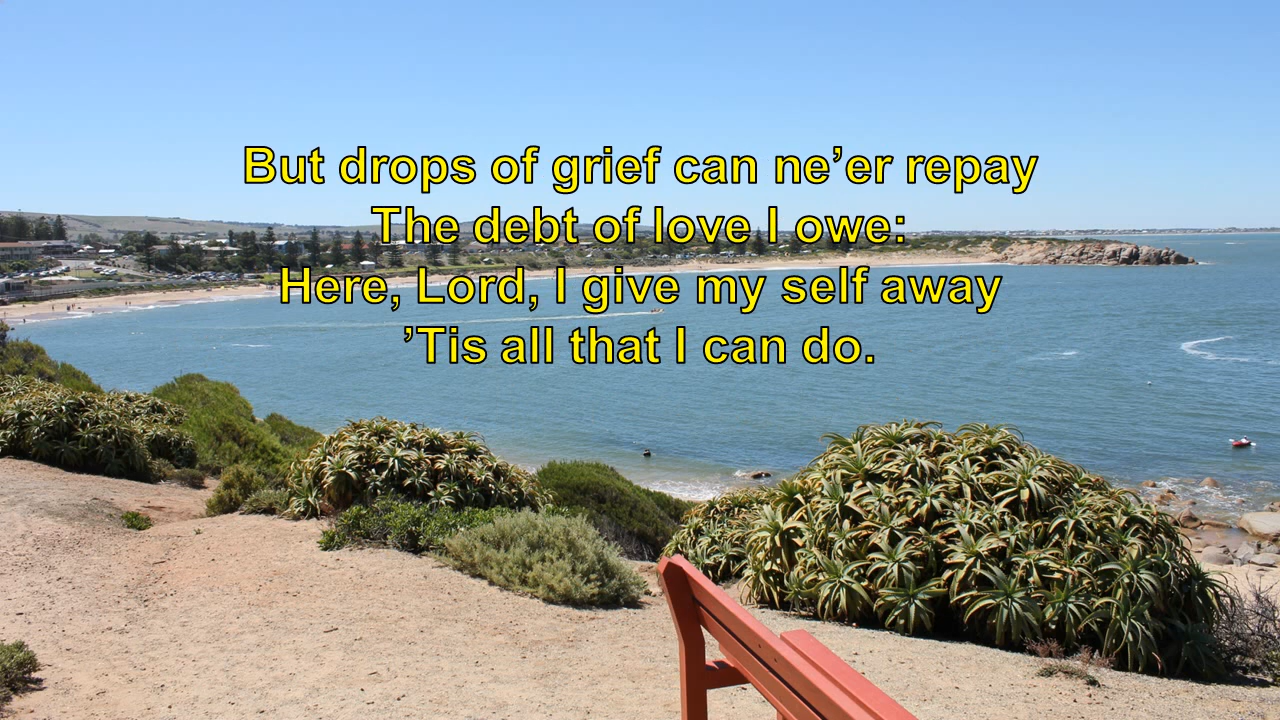 But drops of grief can ne’er repay
The debt of love I owe:
Here, Lord, I give my self away
’Tis all that I can do.